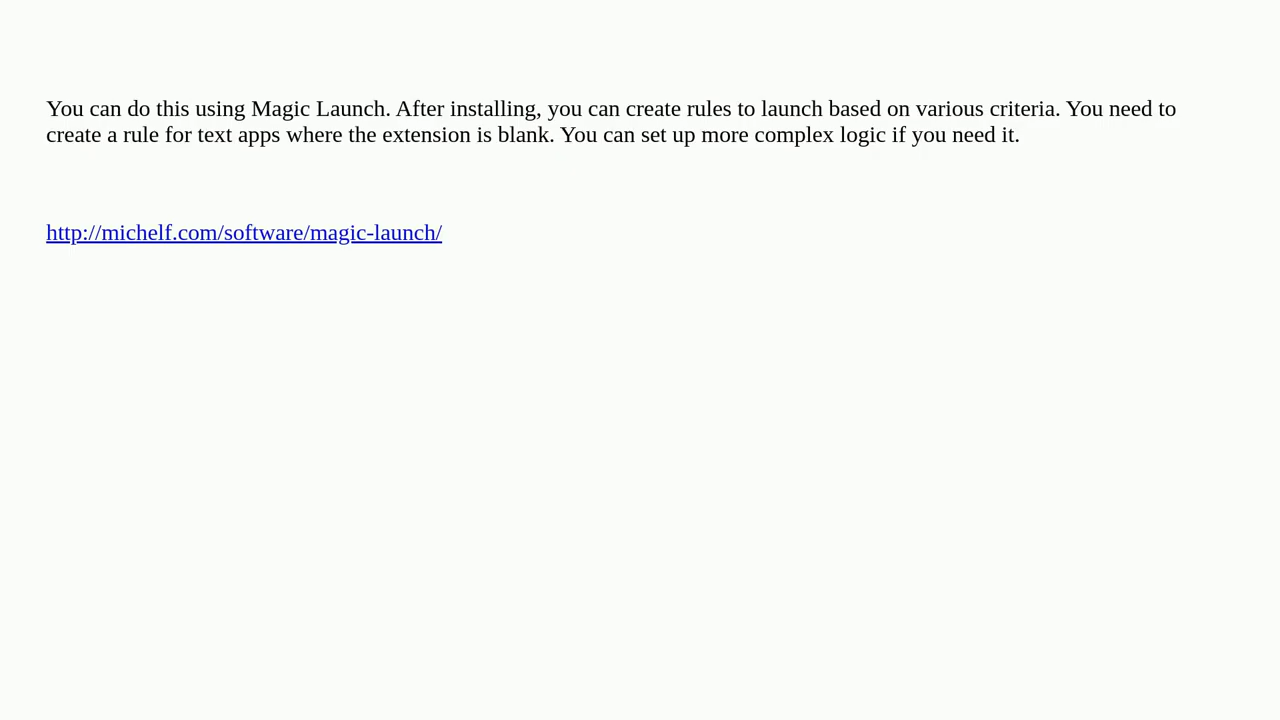 You can do this using Magic Launch. After installing, you can create rules to launch based on various criteria. You need to
create a rule for text apps where the extension is blank. You can set up more complex logic if you need it.
http://michelf.com/software/magic-launch/